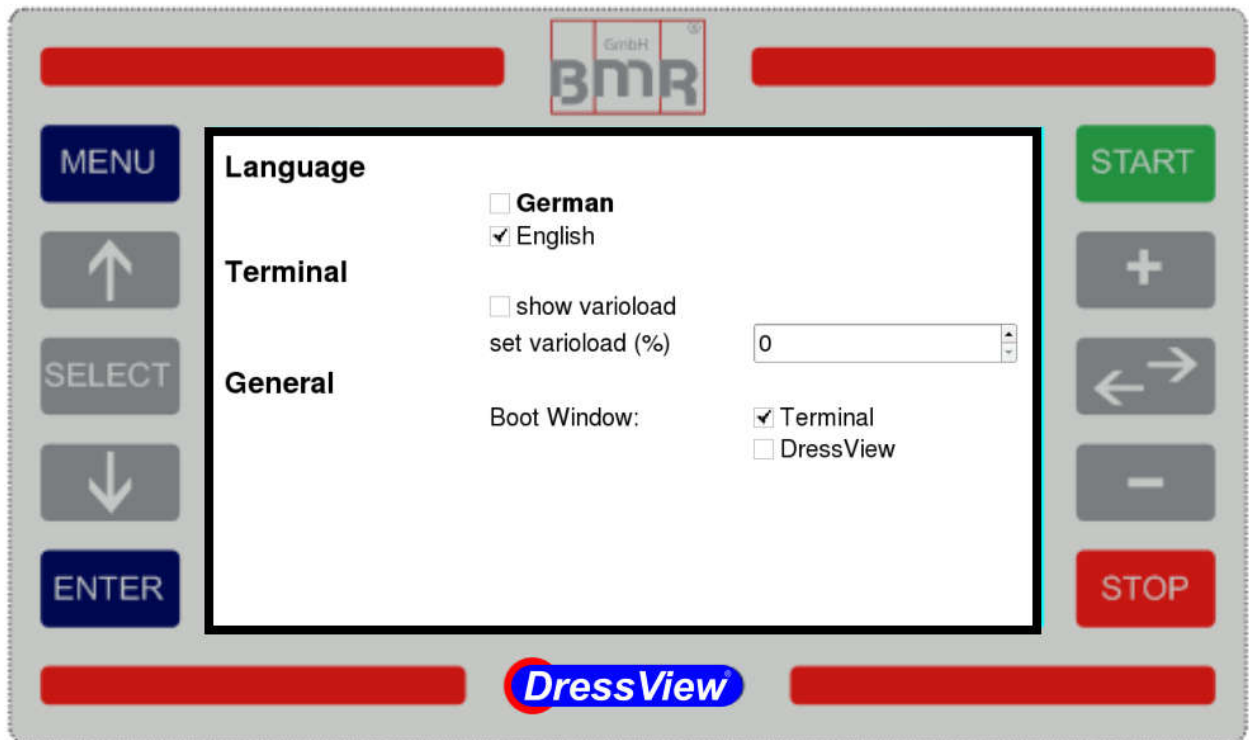 GmbH ®
BMR
MENU
SELECT
ENTER
Language
German
English
Terminal
show varioload
set varioload (%) 0
General
Boot Window: Terminal
DressView
START
+
-
STOP
DressView®